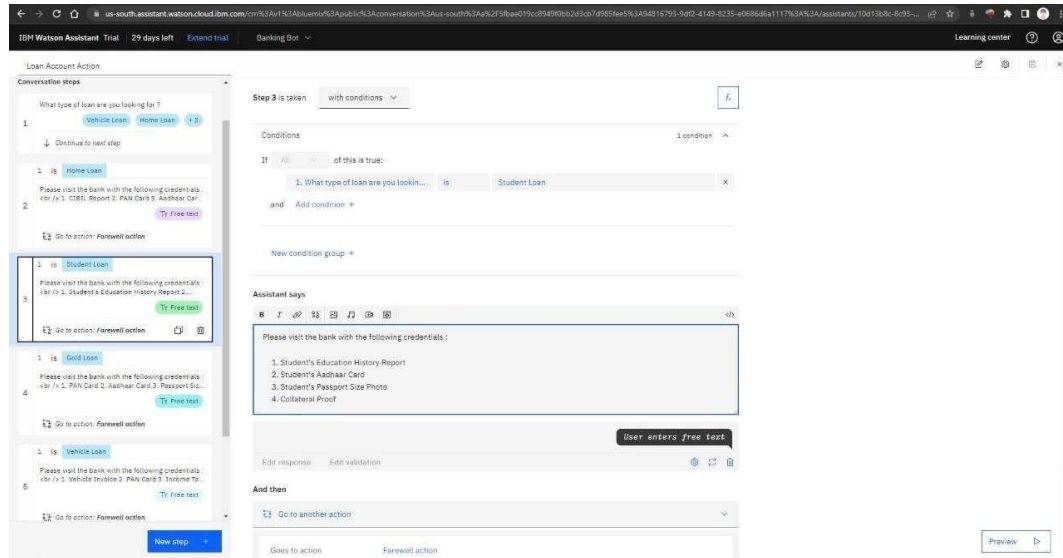 us-south.assistant.watson.cloud.ibm.com/
IBM Watson Assistant Trial 29 days left Extend trial Banking Bot Learning center
Loan Account Action
Conversation steps
What type of loan are you looking for ?
Vehicle Loan Home Loan + 3
1
Continue to next step
1 is Home Loan
Please visit the bank with the following credentials :
<br /> 1. CIBIL Report 2. PAN Card 3. Aadhaar Car...
2
Free text
Go to action: Farewell action
1 is Student Loan
Please visit the bank with the following credentials :
<br /> 1. Student's Education History Report 2....
3
Free text
Go to action: Farewell action
1 is Gold Loan
Please visit the bank with the following credentials :
<br /> 1. PAN Card 2. Aadhaar Card 3. Passport Siz...
4
Free text
Go to action: Farewell action
1 is Vehicle Loan
Please visit the bank with the following credentials :
<br /> 1. Vehicle Invoice 2. PAN Card 3. Income Ta...
5
Free text
Go to action: Farewell action
New step +
Step 3 is taken with conditions
Conditions 1 condition
If All of this is true:
1. What type of loan are you lookin... is Student Loan
and Add condition +
New condition group +
Assistant says
B I
Please visit the bank with the following credentials :
1. Student's Education History Report
2. Student's Aadhaar Card
3. Student's Passport Size Photo
4. Collateral Proof
User enters free text
Edit response Edit validation
And then
Go to another action
Goes to action Farewell action
Preview